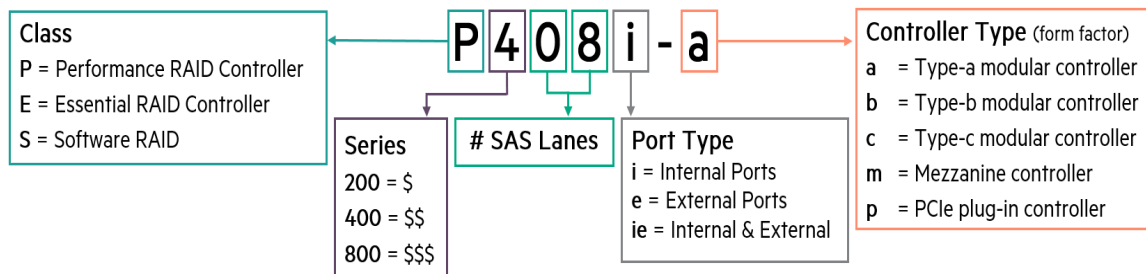 P408i-a
Class
P = Performance RAID Controller
E = Essential RAID Controller
S = Software RAID
Series
200 = $
400 = $$
800 = $$$
# SAS Lanes
Port Type
i = Internal Ports
e = External Ports
ie = Internal & External
Controller Type (form factor)
a = Type-a modular controller
b = Type-b modular controller
c = Type-c modular controller
m = Mezzanine controller
p = PCIe plug-in controller